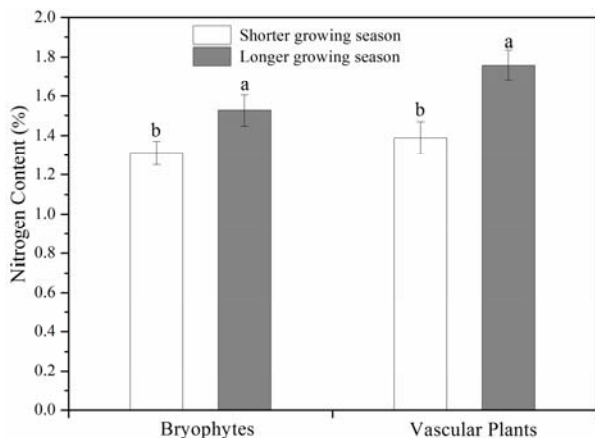 2.0
1.8
1.6
1.4
1.2
1.0
0.8
0.6
0.4
0.2
0.0
Nitrogen Content (%)
Shorter growing season
Longer growing season
b
a
b
a
Bryophytes
Vascular Plants